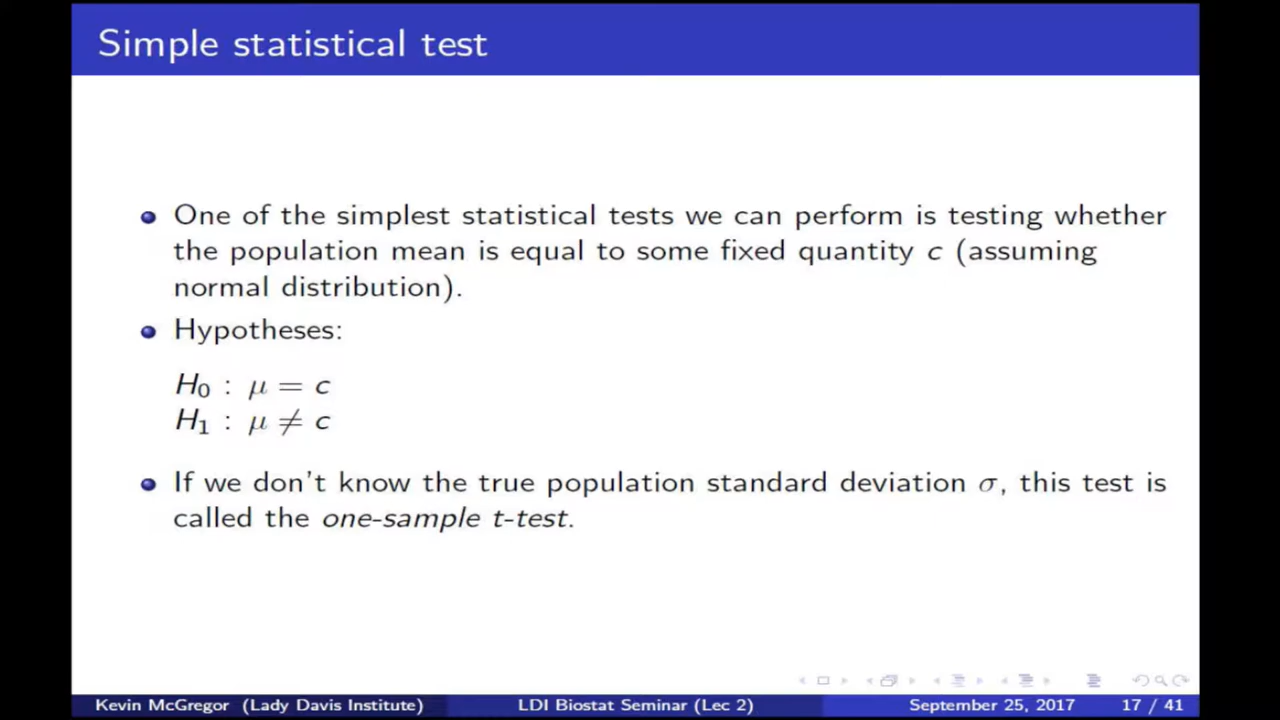 Simple statistical test
One of the simplest statistical tests we can perform is testing whether
the population mean is equal to some fixed quantity c (assuming
normal distribution).
Hypotheses:
H₀ : μ = c
H₁ : μ ≠ c
If we don't know the true population standard deviation σ, this test is
called the one-sample t-test.
Kevin McGregor (Lady Davis Institute) LDI Biostat Seminar (Lec 2) September 25, 2017 17 / 41